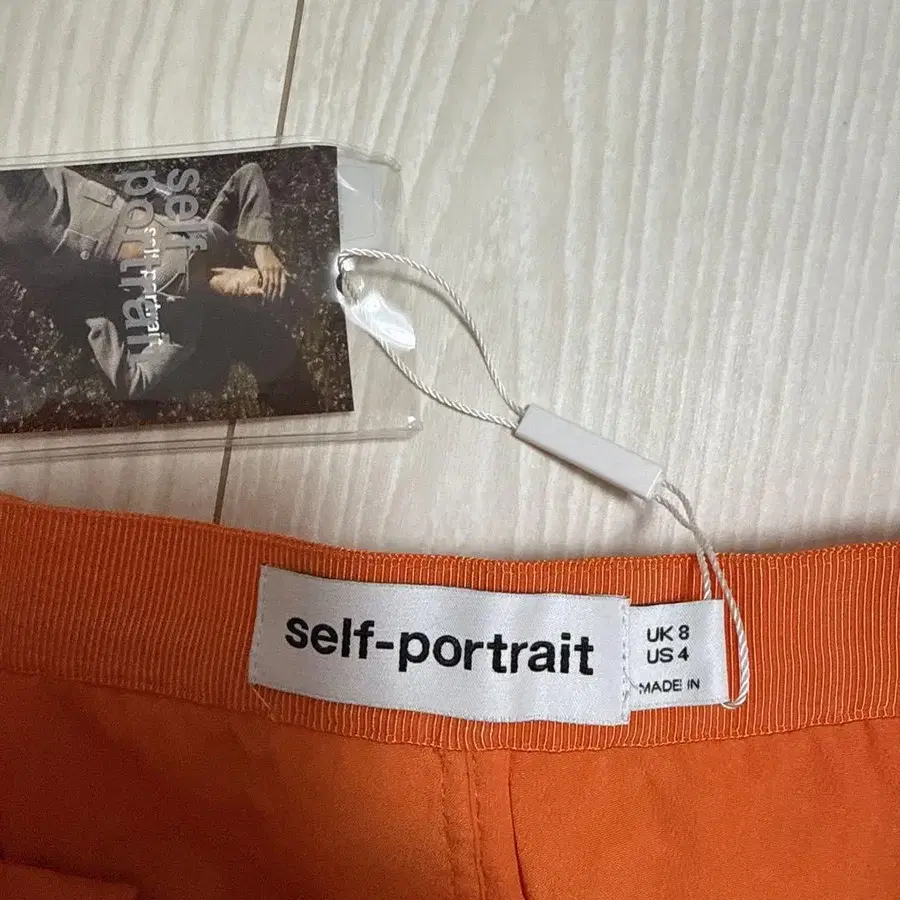 self
portrait
self-portrait
self-portrait
UK 8
US 4
MADE IN